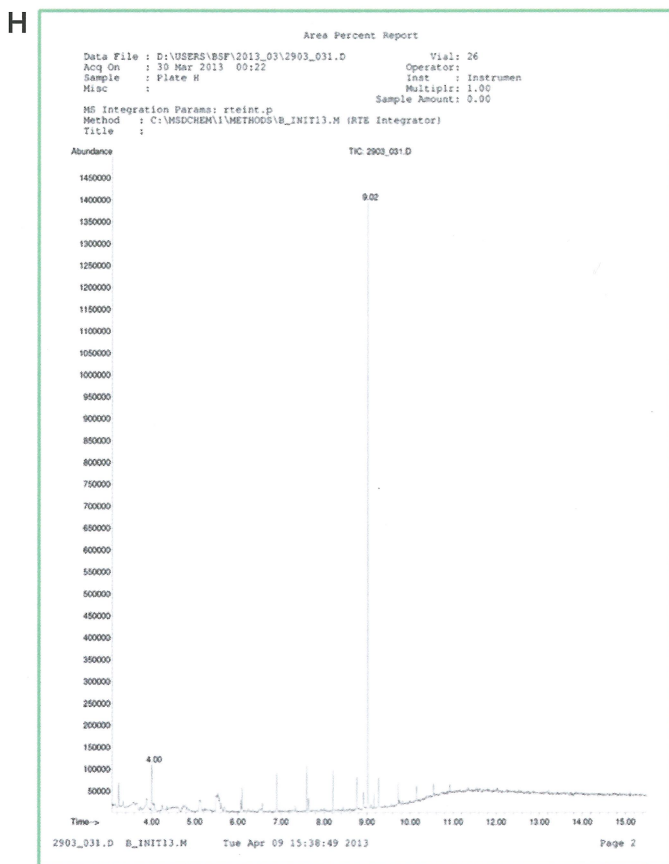 H
Area Percent Report
Data File : D:\USERS\BSF\2013_03\2903_031.D Vial: 26
Acq On : 30 Mar 2013 00:22 Operator:
Sample : Plate H Inst : Instrumen
Misc : Multiplr: 1.00
Sample Amount: 0.00
MS Integration Params: rteint.p
Method : C:\MSDCHEM\1\METHODS\B_INIT13.M (RTE Integrator)
Title :
Abundance TIC: 2903_031.D
1450000
1400000 9.02
1350000
1300000
1250000
1200000
1150000
1100000
1050000
1000000
950000
900000
850000
800000
750000
700000
650000
600000
550000
500000
450000
400000
350000
300000
250000
200000
150000
4.00
100000
50000
Time--> 4.00 5.00 6.00 7.00 8.00 9.00 10.00 11.00 12.00 13.00 14.00 15.00
2903_031.D B_INIT13.M Tue Apr 09 15:38:49 2013 Page 2